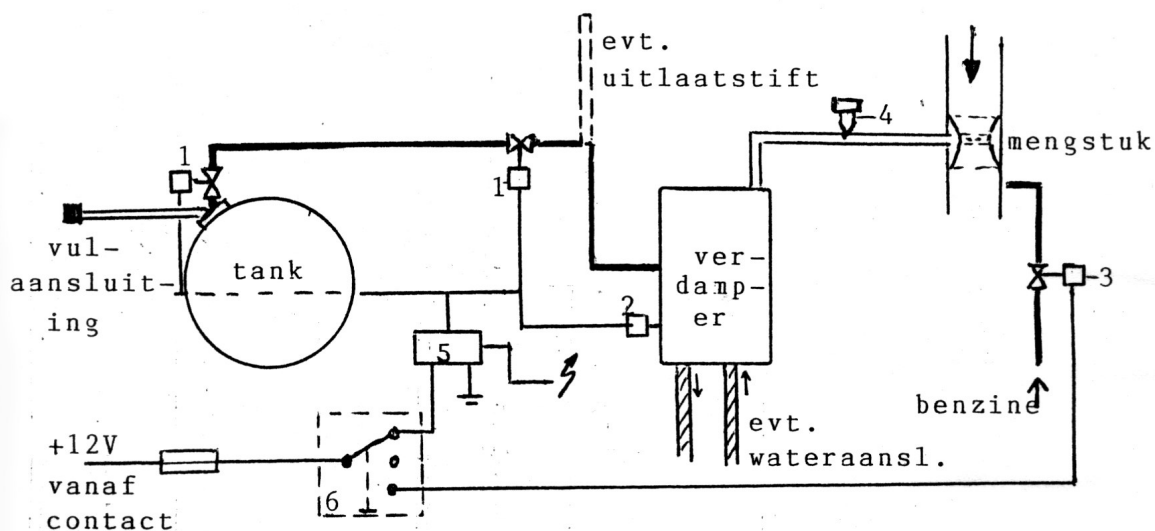 evt.
uitlaatstift
4
mengstuk
1
1
vul-
aansluit-
ing
tank
ver-
damp-
er
2
3
5
benzine
evt.
wateraansl.
+12V
vanaf
contact
6